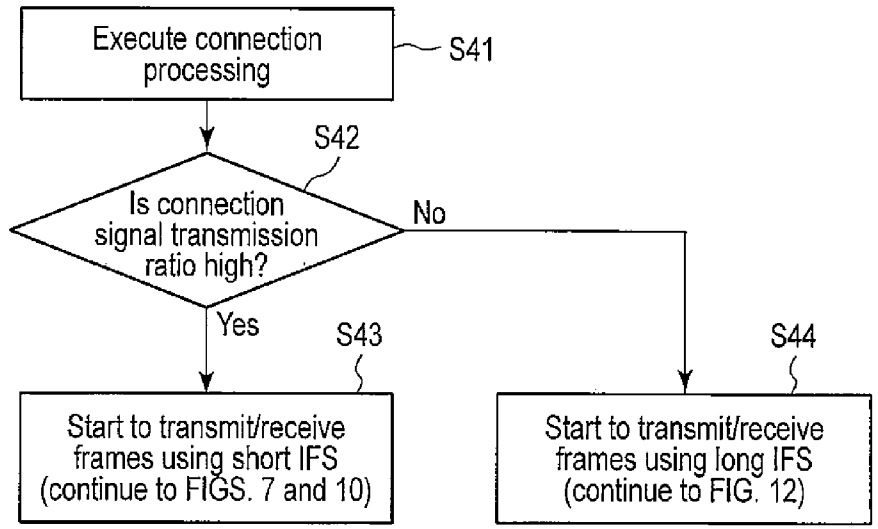 Execute connection
processing
S41
S42
Is connection
signal transmission
ratio high?
No
Yes
S43
S44
Start to transmit/receive
frames using short IFS
(continue to FIGS. 7 and 10)
Start to transmit/receive
frames using long IFS
(continue to FIG. 12)